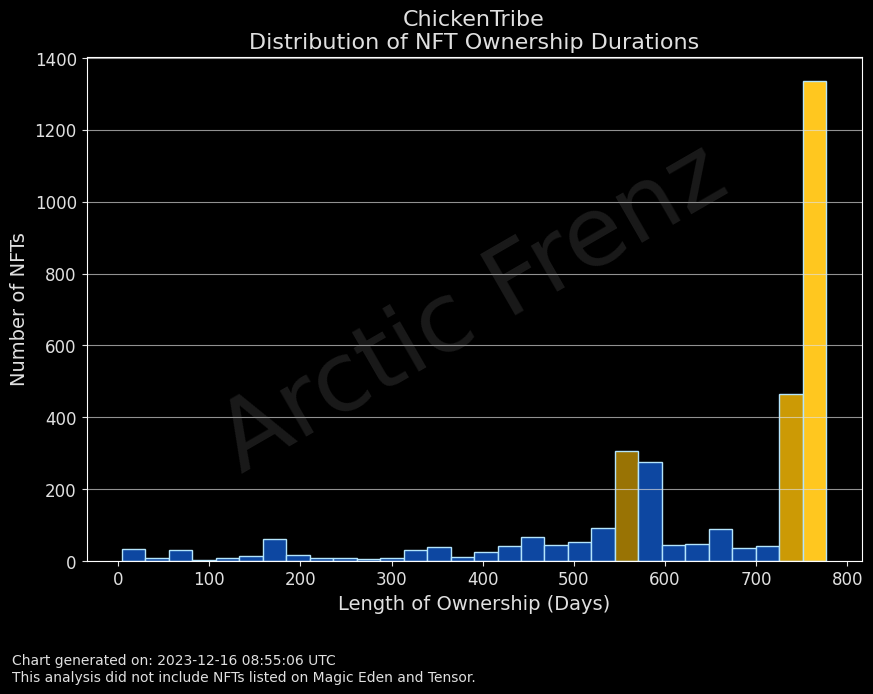 ChickenTribe
Distribution of NFT Ownership Durations
Number of NFTs
1400
1200
1000
800
600
400
200
0
Arctic Frenz
0 100 200 300 400 500 600 700 800
Length of Ownership (Days)
Chart generated on: 2023-12-16 08:55:06 UTC
This analysis did not include NFTs listed on Magic Eden and Tensor.